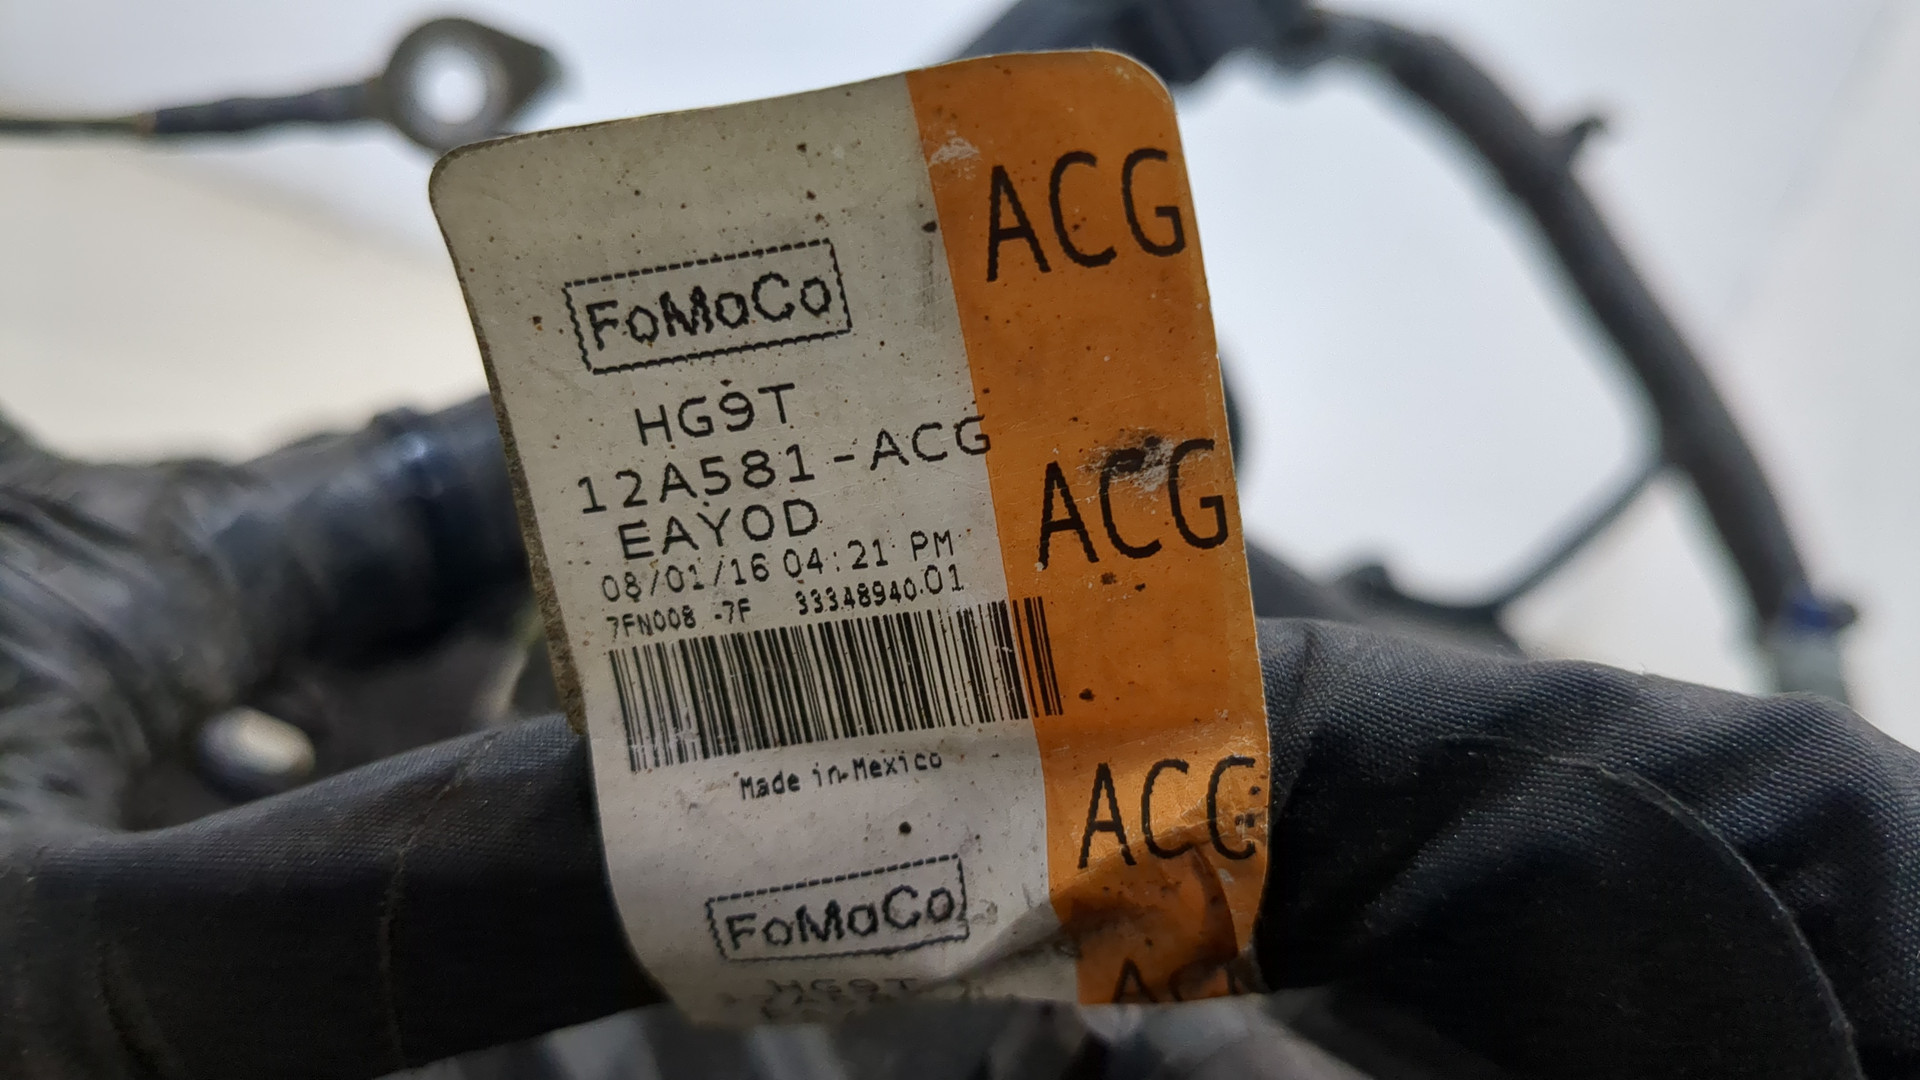 ACG
FoMoCo
HG9T
12A581-ACG
EAYOD
08/01/16 04:21 PM
7FN008 -7F 33348940.01
ACG
Made in Mexico
ACG
FoMoCo
HG9T